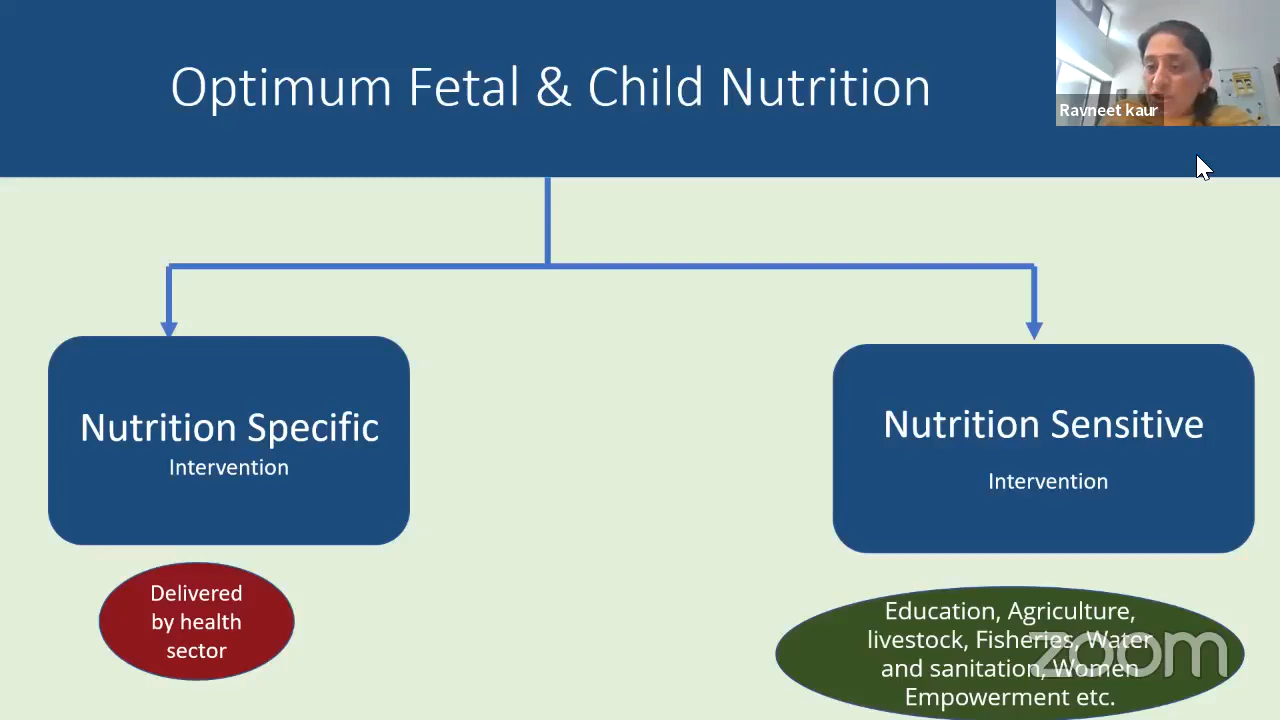 Optimum Fetal & Child Nutrition
Ravneet kaur
Nutrition Specific
Intervention
Nutrition Sensitive
Intervention
Delivered
by health
sector
Education, Agriculture,
livestock, Fisheries, Water
and sanitation, Women
Empowerment etc.
zoom